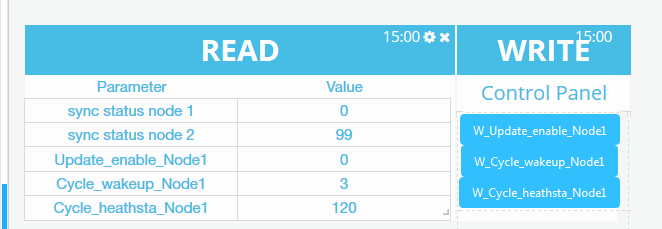 READ 15:00
Parameter Value
sync status node 1 0
sync status node 2 99
Update_enable_Node1 0
Cycle_wakeup_Node1 3
Cycle_heathsta_Node1 120
WRITE 15:00
Control Panel
W_Update_enable_Node1
W_Cycle_wakeup_Node1
W_Cycle_heathsta_Node1